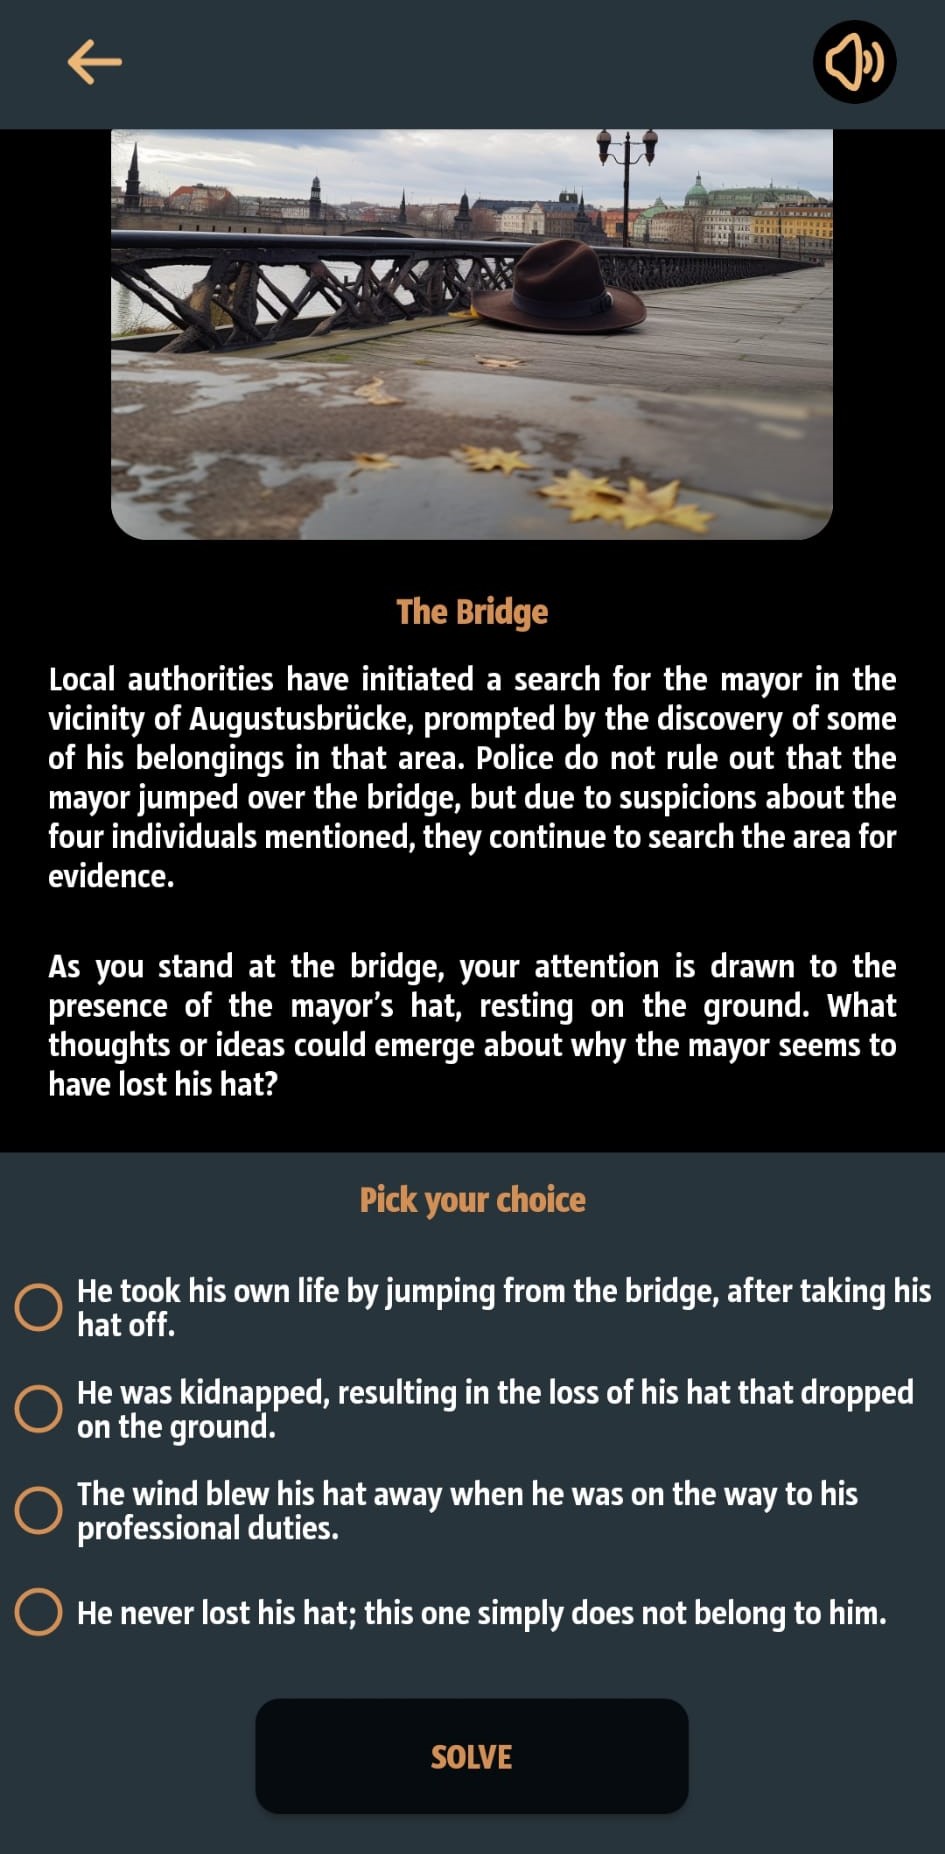 The Bridge
Local authorities have initiated a search for the mayor in the
vicinity of Augustusbrücke, prompted by the discovery of some
of his belongings in that area. Police do not rule out that the
mayor jumped over the bridge, but due to suspicions about the
four individuals mentioned, they continue to search the area for
evidence.
As you stand at the bridge, your attention is drawn to the
presence of the mayor’s hat, resting on the ground. What
thoughts or ideas could emerge about why the mayor seems to
have lost his hat?
Pick your choice
He took his own life by jumping from the bridge, after taking his
hat off.
He was kidnapped, resulting in the loss of his hat that dropped
on the ground.
The wind blew his hat away when he was on the way to his
professional duties.
He never lost his hat; this one simply does not belong to him.
SOLVE